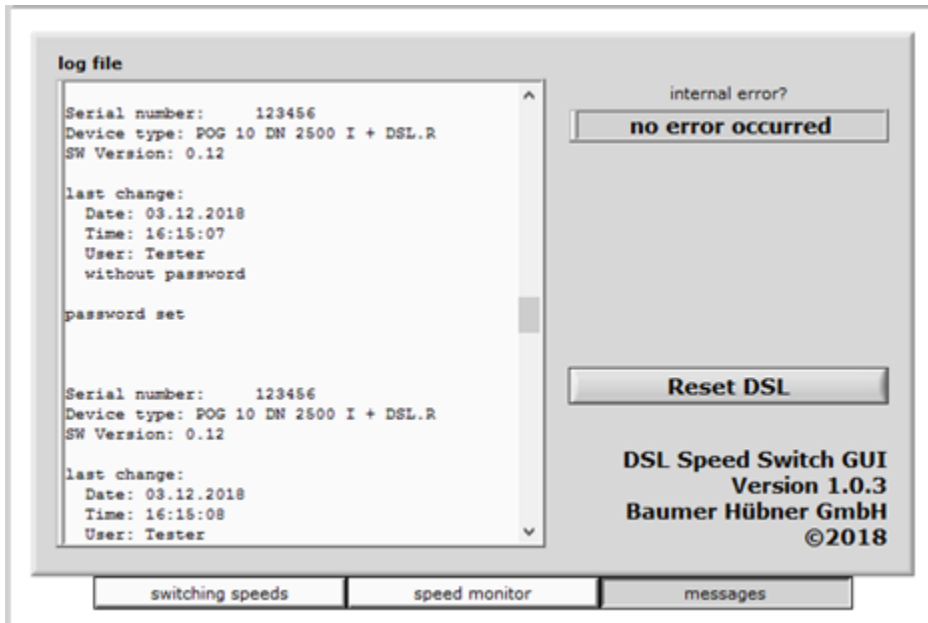 log file
Serial number: 123456
Device type: POG 10 DN 2500 I + DSL.R
SW Version: 0.12
last change:
Date: 03.12.2018
Time: 16:15:07
User: Tester
without password
password set
Serial number: 123456
Device type: POG 10 DN 2500 I + DSL.R
SW Version: 0.12
last change:
Date: 03.12.2018
Time: 16:15:08
User: Tester
internal error?
no error occurred
Reset DSL
DSL Speed Switch GUI
Version 1.0.3
Baumer Hübner GmbH
©2018
switching speeds
speed monitor
messages